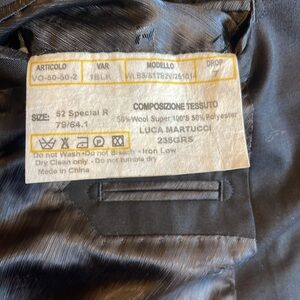 ARTICOLO VAR MODELLO DROP
VO-50-50-2 1BLK
COMPOSIZIONE TESSUTO
SIZE: 52 Special R 50%Wool Super 100'S 50% Polyester
79/64.1 LUCA MARTUCCI
235GRS
Do not Wash • Do not Bleach • Iron Low
Dry Clean only • Do not tumble dry
Made in China